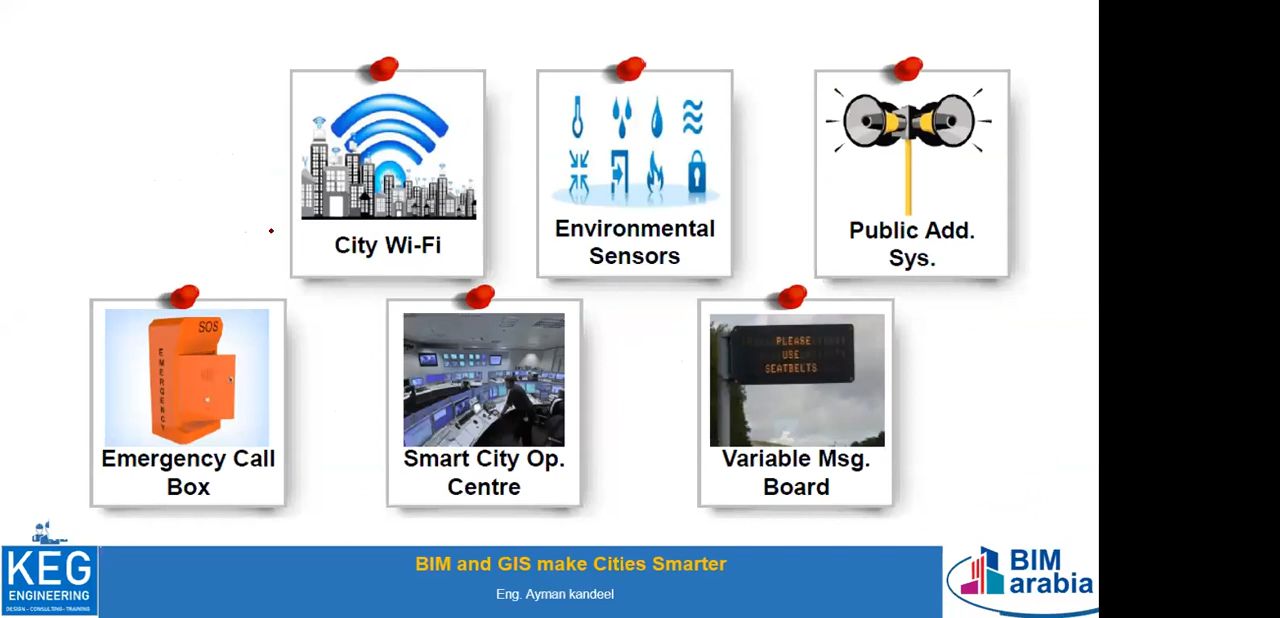 City Wi-Fi
Environmental
Sensors
Public Add.
Sys.
SOS
EMERGENCY
Emergency Call
Box
Smart City Op.
Centre
PLEASE
USE
SEATBELTS
Variable Msg.
Board
KEG
ENGINEERING
DESIGN - CONSULTING - TRAINING
BIM and GIS make Cities Smarter
Eng. Ayman kandeel
BIM
arabia